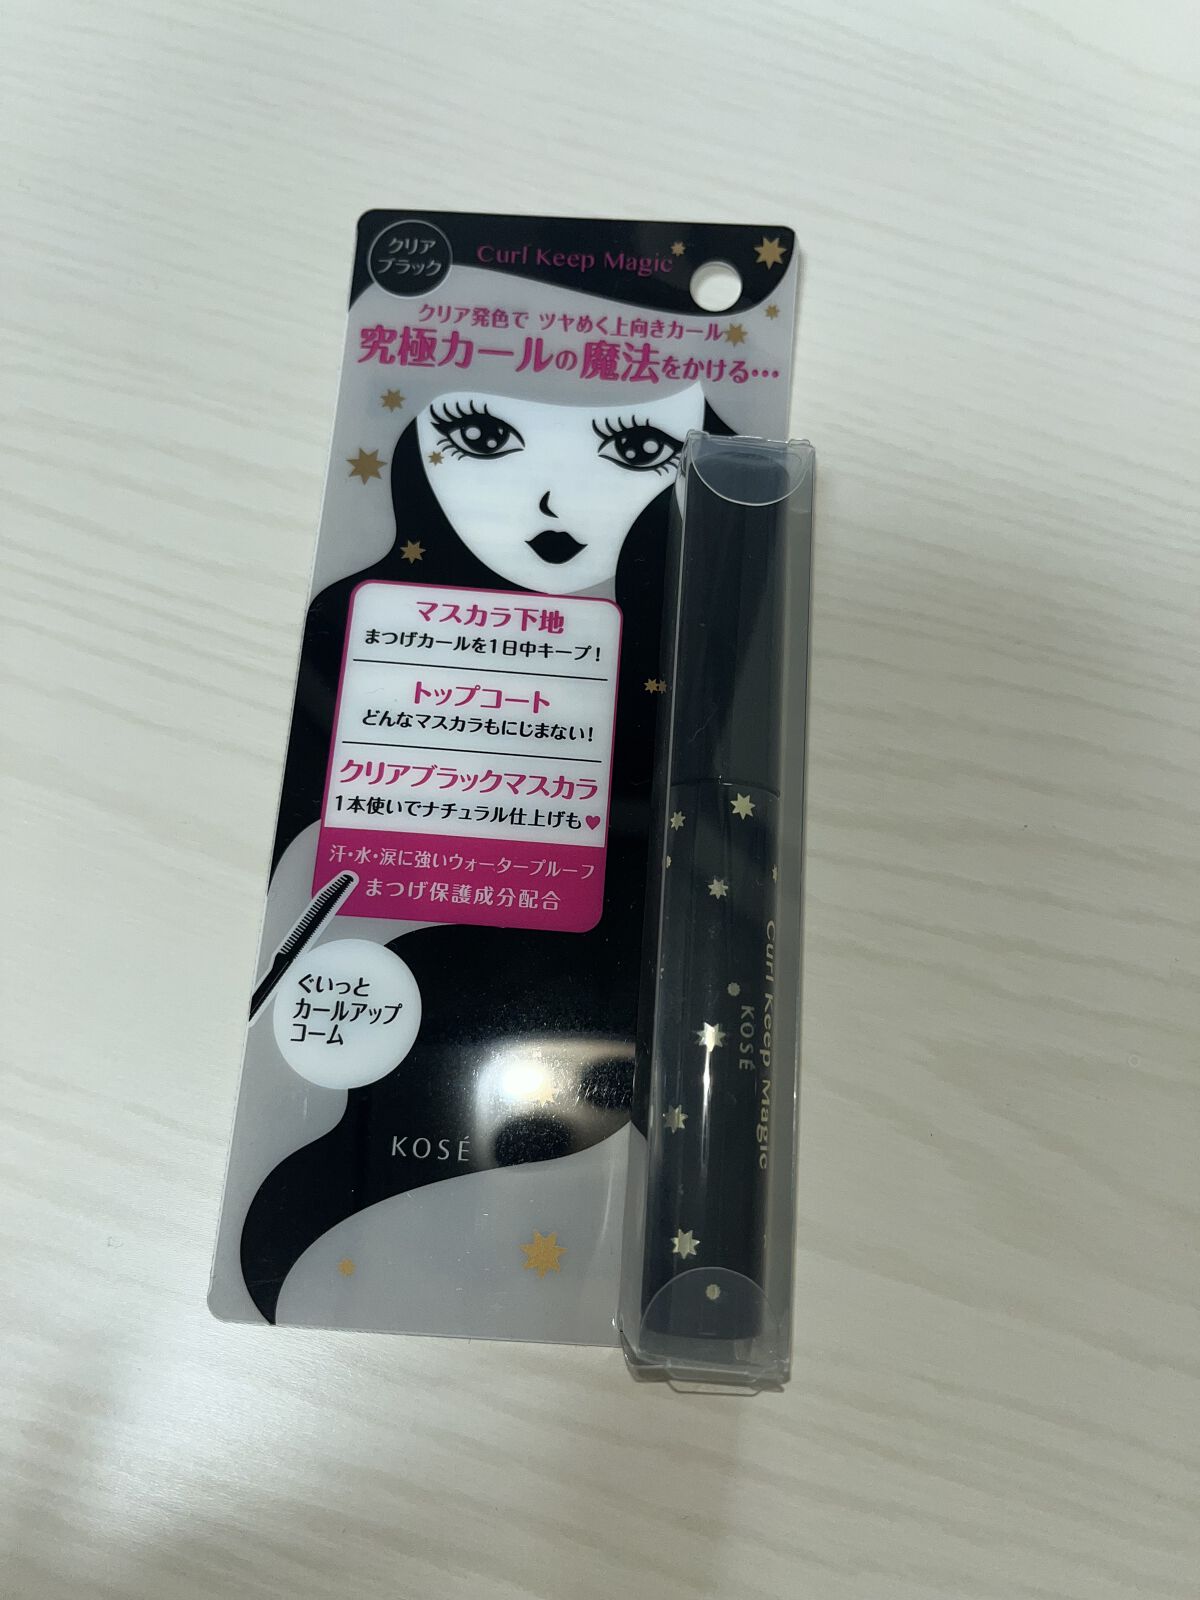 クリア
ブラック
Curl Keep Magic
クリア発色で ツヤめく上向きカール
究極カールの魔法をかける…
マスカラ下地
まつげカールを1日中キープ!
トップコート
どんなマスカラもにじまない!
クリアブラックマスカラ
1本使いでナチュラル仕上げも♥
汗・水・涙に強いウォータープルーフ
まつげ保護成分配合
ぐいっと
カールアップ
コーム
KOSÉ
Curl Keep Magic
KOSÉ